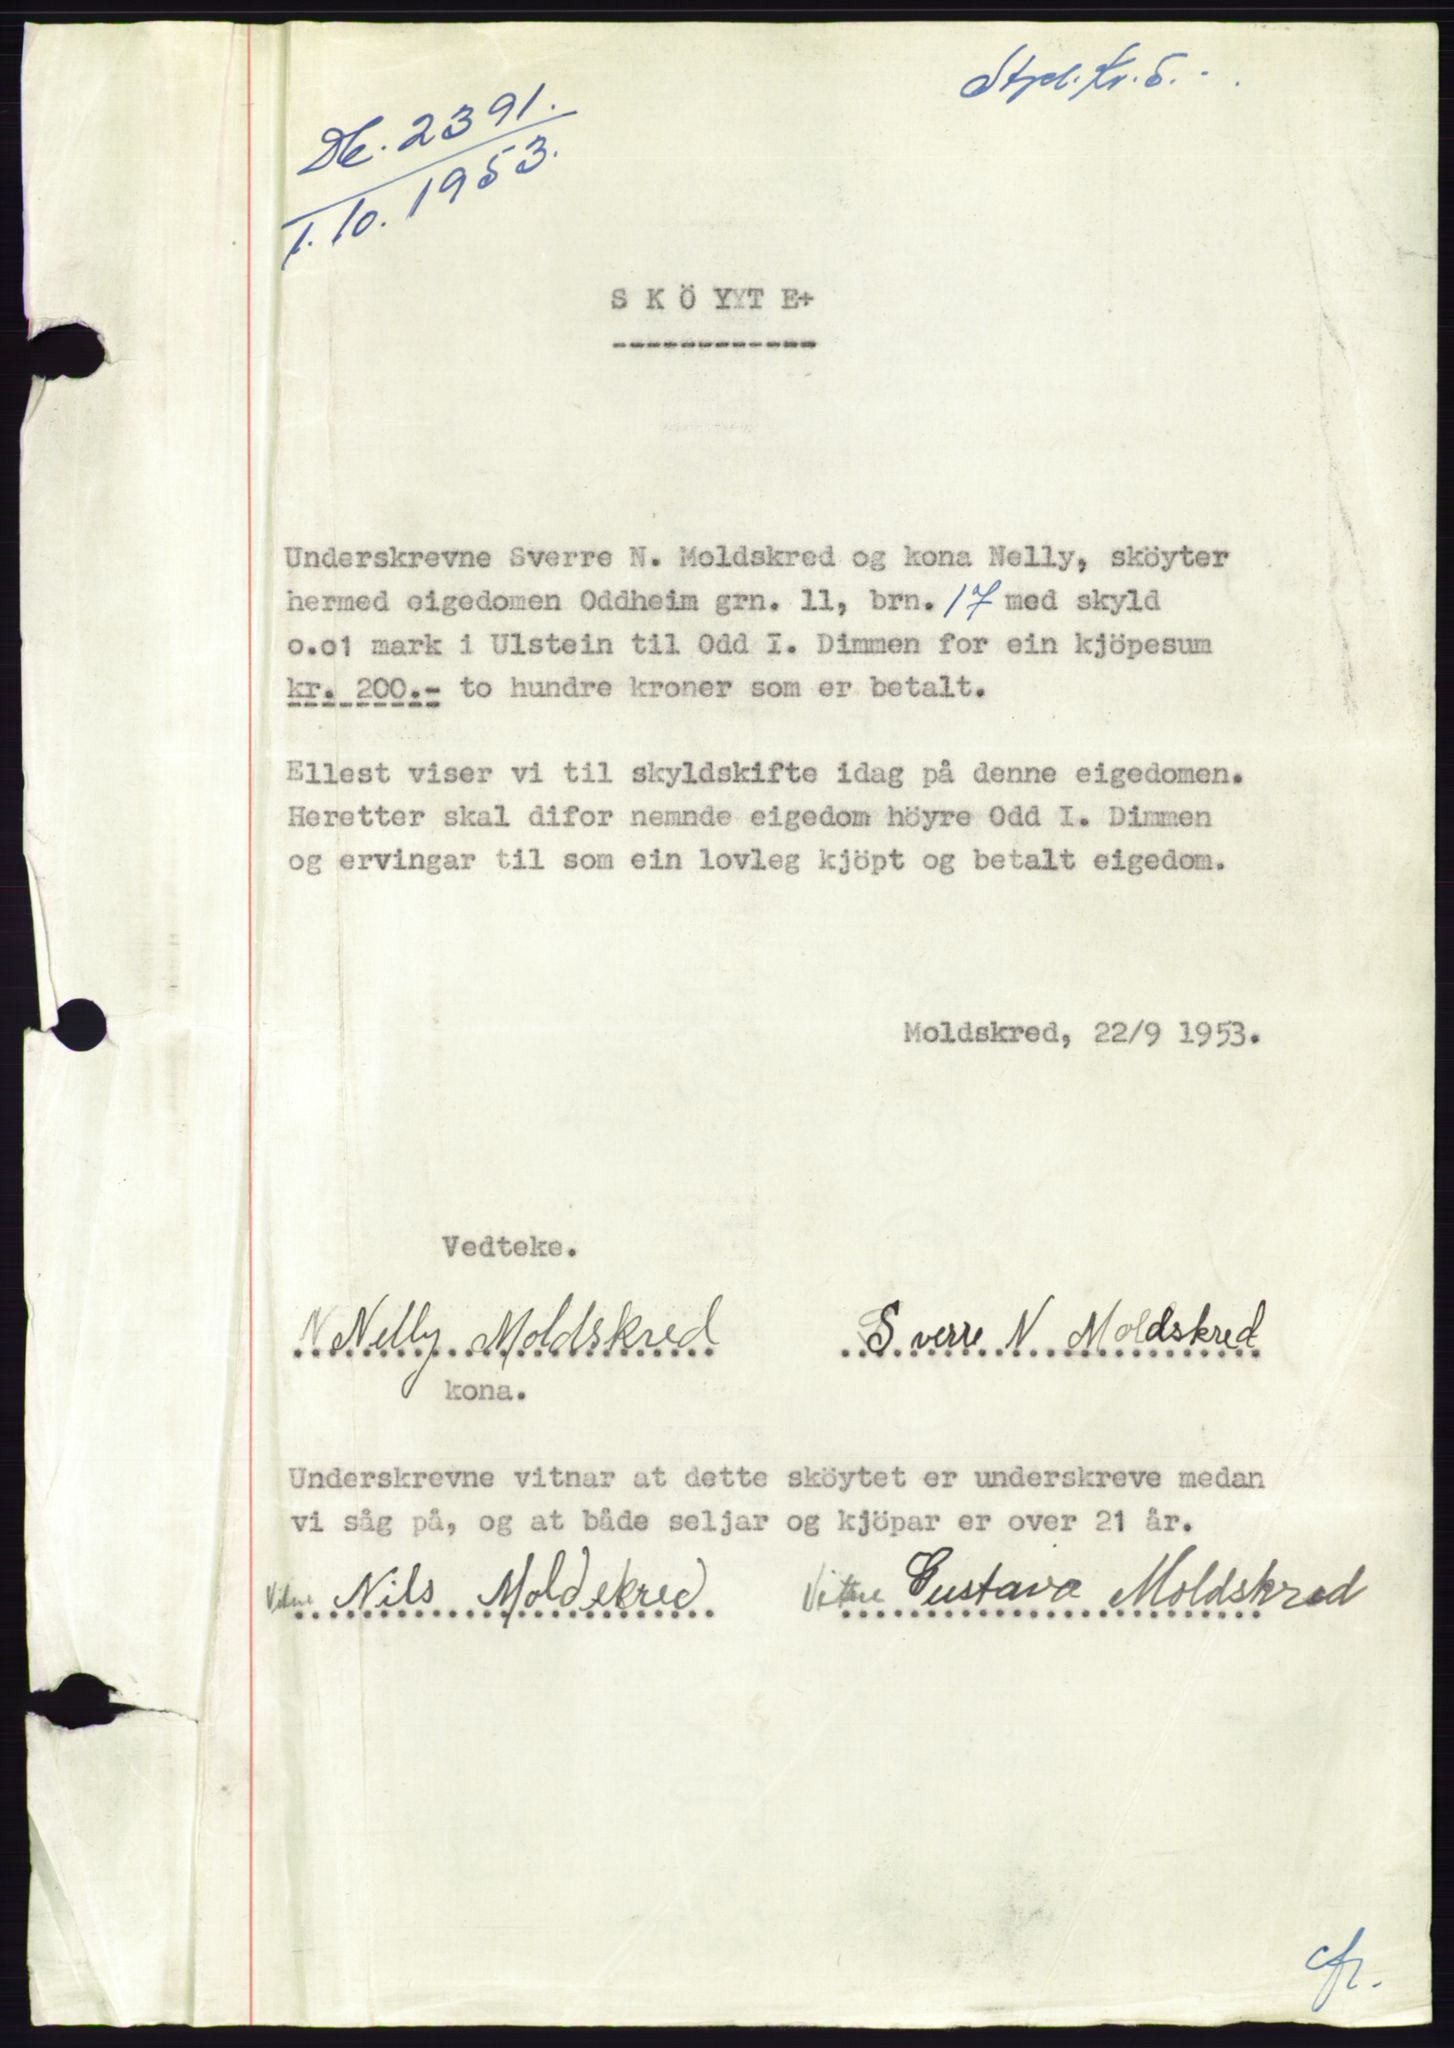 Stpl. kr. 5.-
Db. 2391.
1. 10. 1953.
S K Ö YYT E+
Underskrevne Sverre N. Moldskred og kona Nelly, sköyter
hermed eigedomen Oddheim grn. 11, brn. 17 med skyld
o.o1 mark i Ulstein til Odd I. Dimmen for ein kjöpesum
kr. 200.- to hundre kroner som er betalt.
Ellest viser vi til skyldskifte idag på denne eigedomen.
Heretter skal difor nemnde eigedom höyre Odd I. Dimmen
og ervingar til som ein lovleg kjöpt og betalt eigedom.
Moldskred, 22/9 1953.
Vedteke.
N Nelly Moldskred Sverre N Moldskred
kona.
Underskrevne vitnar at dette sköytet er underskreve medan
vi såg på, og at både seljar og kjöpar er over 21 år.
Vitne Nils Moldskred Vitne Gustava Moldskred